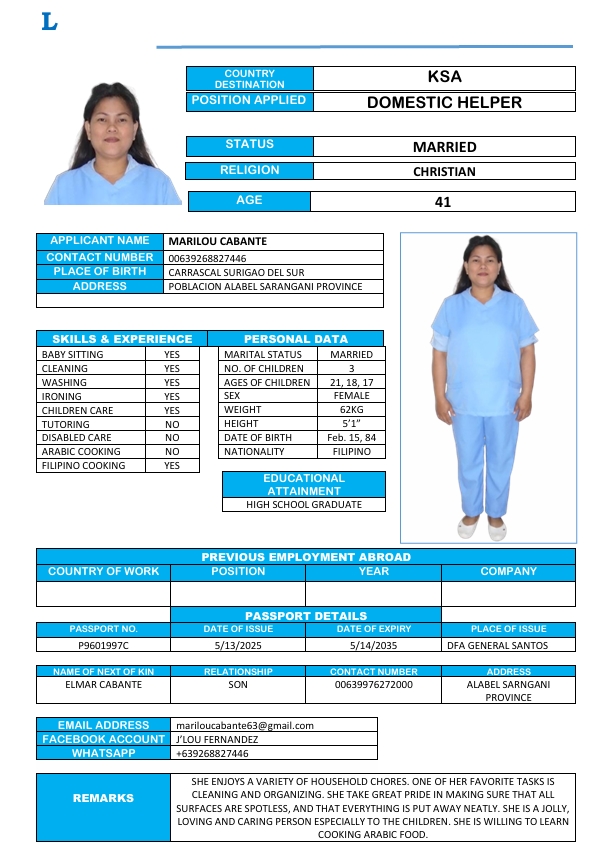 L
COUNTRY DESTINATION KSA
POSITION APPLIED DOMESTIC HELPER
STATUS MARRIED
RELIGION CHRISTIAN
AGE 41
APPLICANT NAME MARILOU CABANTE
CONTACT NUMBER 00639268827446
PLACE OF BIRTH CARRASCAL SURIGAO DEL SUR
ADDRESS POBLACION ALABEL SARANGANI PROVINCE
SKILLS & EXPERIENCE PERSONAL DATA
BABY SITTING YES MARITAL STATUS MARRIED
CLEANING YES NO. OF CHILDREN 3
WASHING YES AGES OF CHILDREN 21, 18, 17
IRONING YES SEX FEMALE
CHILDREN CARE YES WEIGHT 62KG
TUTORING NO HEIGHT 5’1”
DISABLED CARE NO DATE OF BIRTH Feb. 15, 84
ARABIC COOKING NO NATIONALITY FILIPINO
FILIPINO COOKING YES
EDUCATIONAL
ATTAINMENT
HIGH SCHOOL GRADUATE
PREVIOUS EMPLOYMENT ABROAD
COUNTRY OF WORK POSITION YEAR COMPANY
PASSPORT DETAILS
PASSPORT NO. DATE OF ISSUE DATE OF EXPIRY PLACE OF ISSUE
P9601997C 5/13/2025 5/14/2035 DFA GENERAL SANTOS
NAME OF NEXT OF KIN RELATIONSHIP CONTACT NUMBER ADDRESS
ELMAR CABANTE SON 00639976272000 ALABEL SARNGANI
PROVINCE
EMAIL ADDRESS mariloucabante63@gmail.com
FACEBOOK ACCOUNT J’LOU FERNANDEZ
WHATSAPP +639268827446
REMARKS
SHE ENJOYS A VARIETY OF HOUSEHOLD CHORES. ONE OF HER FAVORITE TASKS IS
CLEANING AND ORGANIZING. SHE TAKE GREAT PRIDE IN MAKING SURE THAT ALL
SURFACES ARE SPOTLESS, AND THAT EVERYTHING IS PUT AWAY NEATLY. SHE IS A JOLLY,
LOVING AND CARING PERSON ESPECIALLY TO THE CHILDREN. SHE IS WILLING TO LEARN
COOKING ARABIC FOOD.